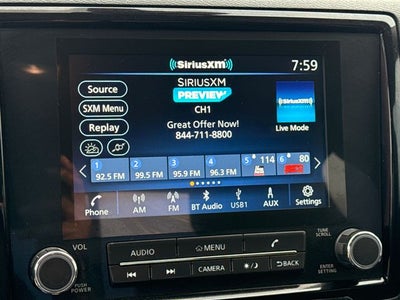 ((SiriusXM))
7:59
Source
SIRIUSXM
PREVIEW
SXM Menu
CH1
((SiriusXM))
Great Offer Now!
Replay
844-711-8800
Live Mode
1 2 3 4 5 114 6 80
92.5 FM 99.5 FM 95.9 FM 96.3 FM
Phone AM FM BT Audio USB1 AUX Settings
VOL
AUDIO MENU
TUNE
SCROLL
PUSH
POWER
CAMERA BACK
ENTER
SETTING